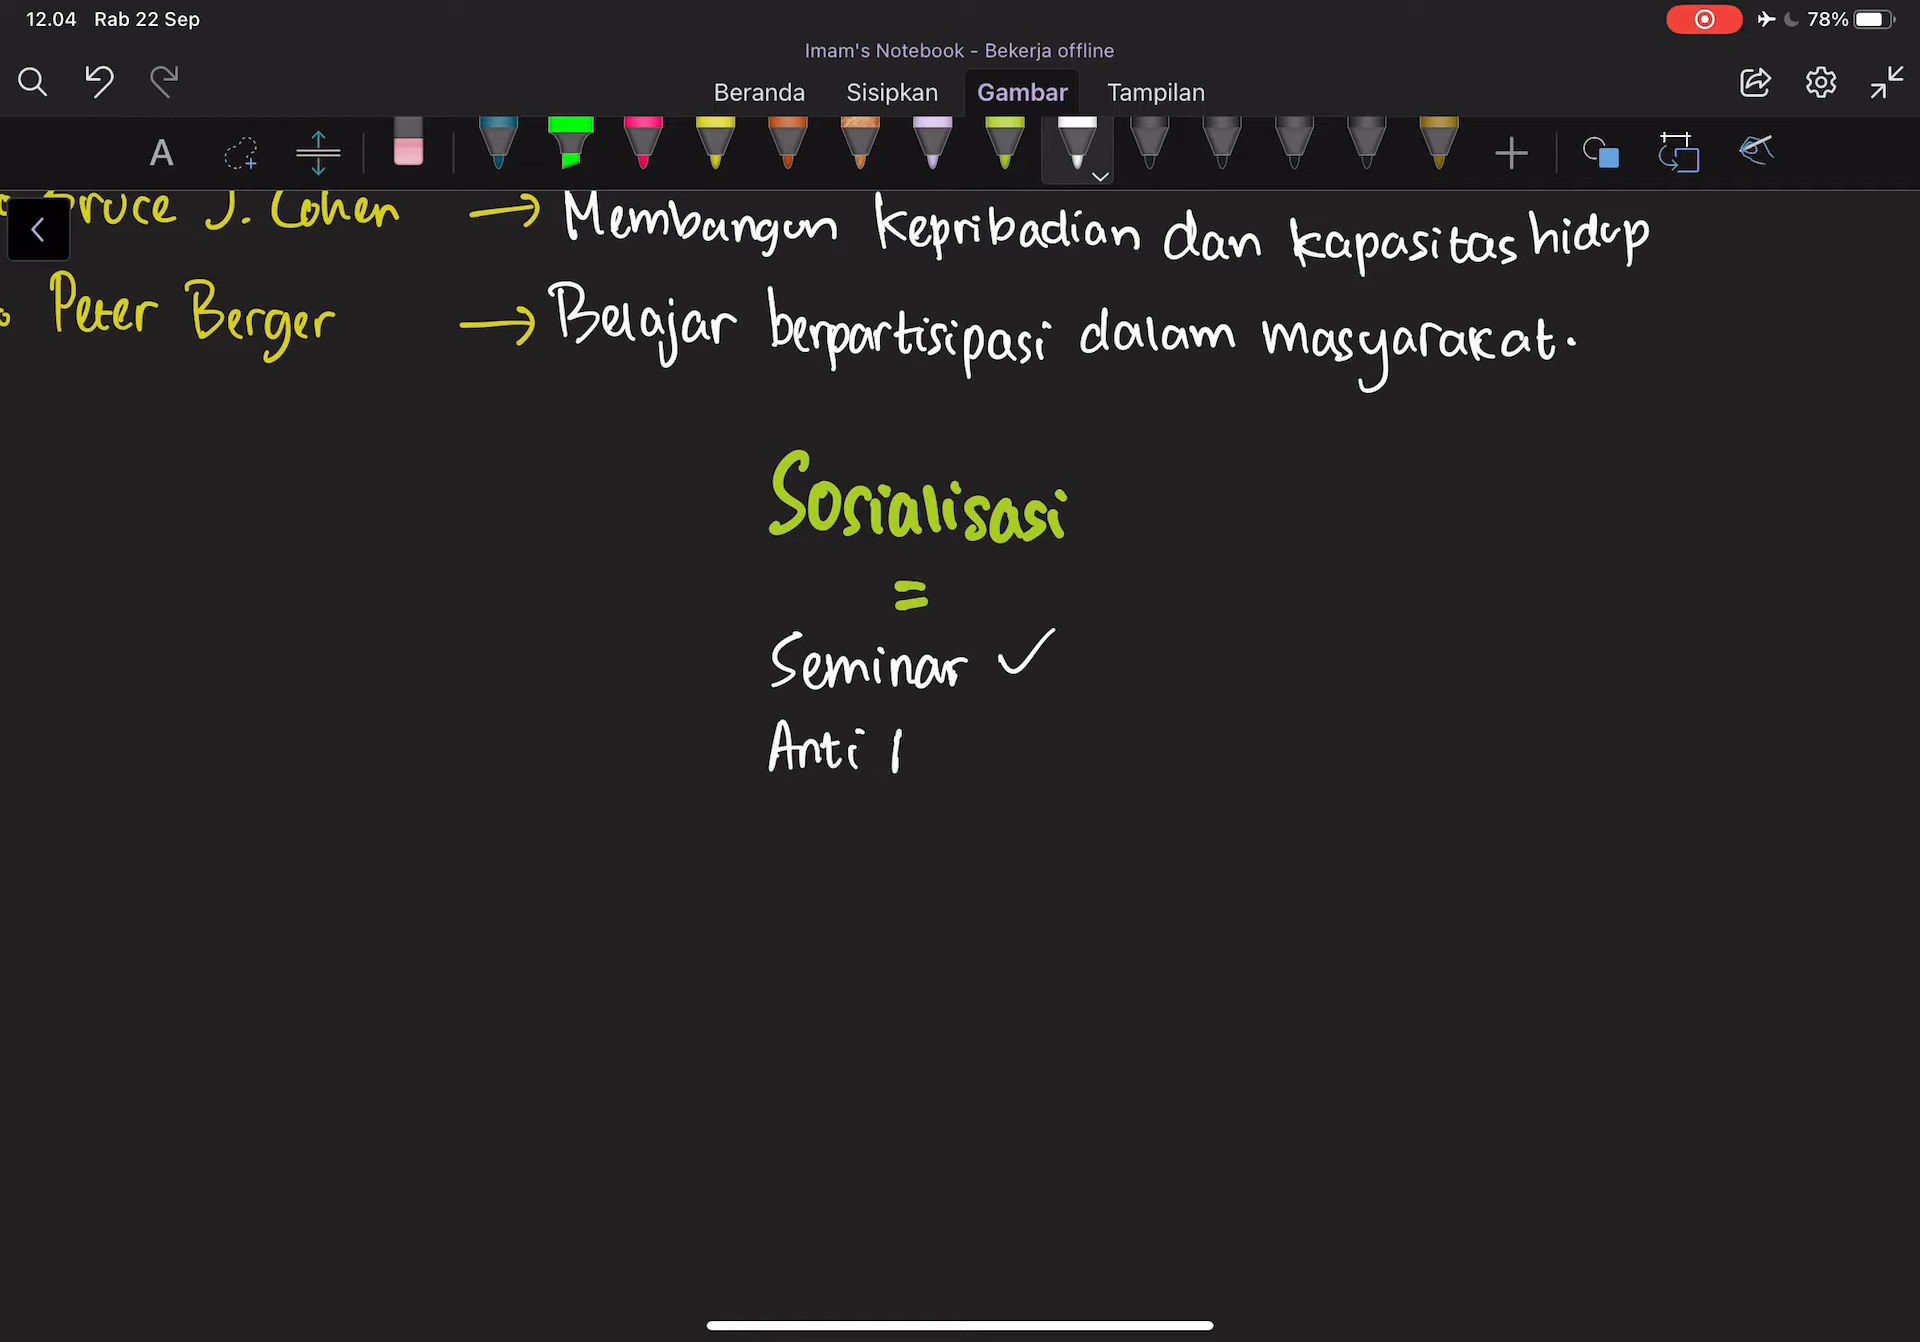 12.04 Rab 22 Sep 78%
Imam's Notebook - Bekerja offline
Beranda Sisipkan Gambar Tampilan
A
Bruce J. Cohen → Membangun kepribadian dan kapasitas hidup
Peter Berger → Belajar berpartisipasi dalam masyarakat.
Sosialisasi
=
Seminar ✓
Anti